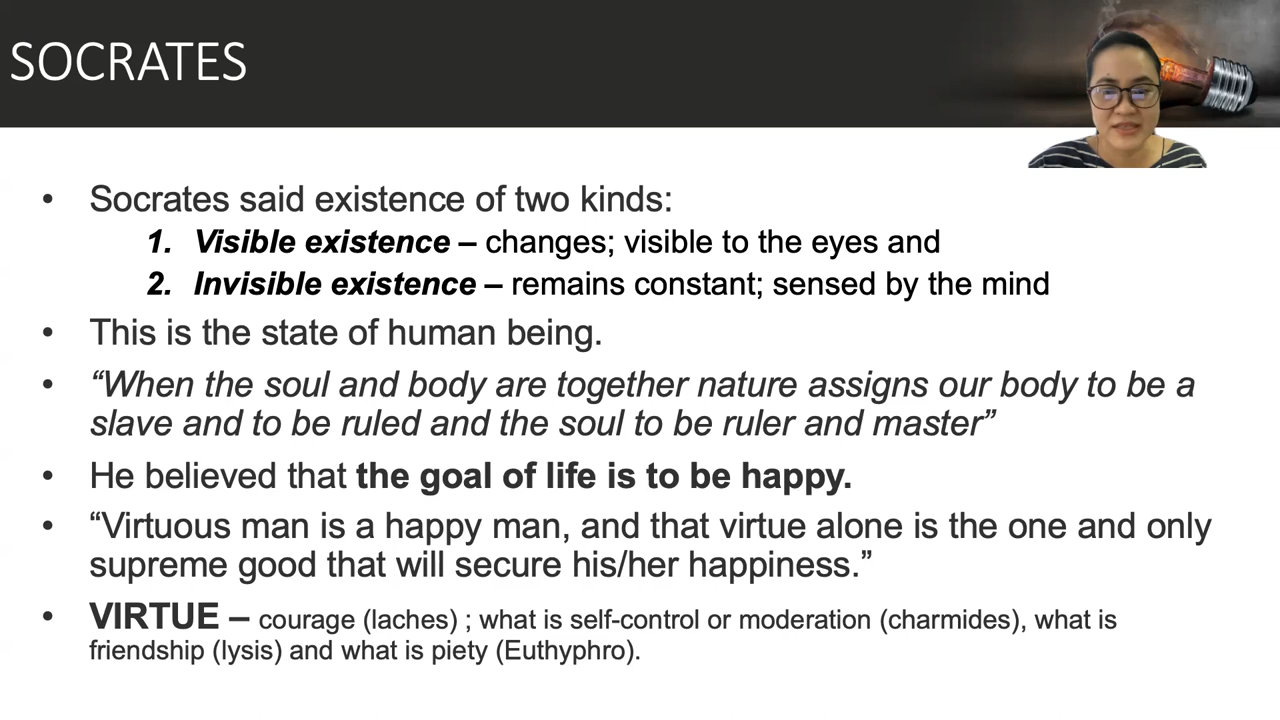 SOCRATES
• Socrates said existence of two kinds:
1. Visible existence – changes; visible to the eyes and
2. Invisible existence – remains constant; sensed by the mind
• This is the state of human being.
• “When the soul and body are together nature assigns our body to be a
slave and to be ruled and the soul to be ruler and master”
• He believed that the goal of life is to be happy.
• “Virtuous man is a happy man, and that virtue alone is the one and only
supreme good that will secure his/her happiness.”
• VIRTUE – courage (laches) ; what is self-control or moderation (charmides), what is
friendship (lysis) and what is piety (Euthyphro).